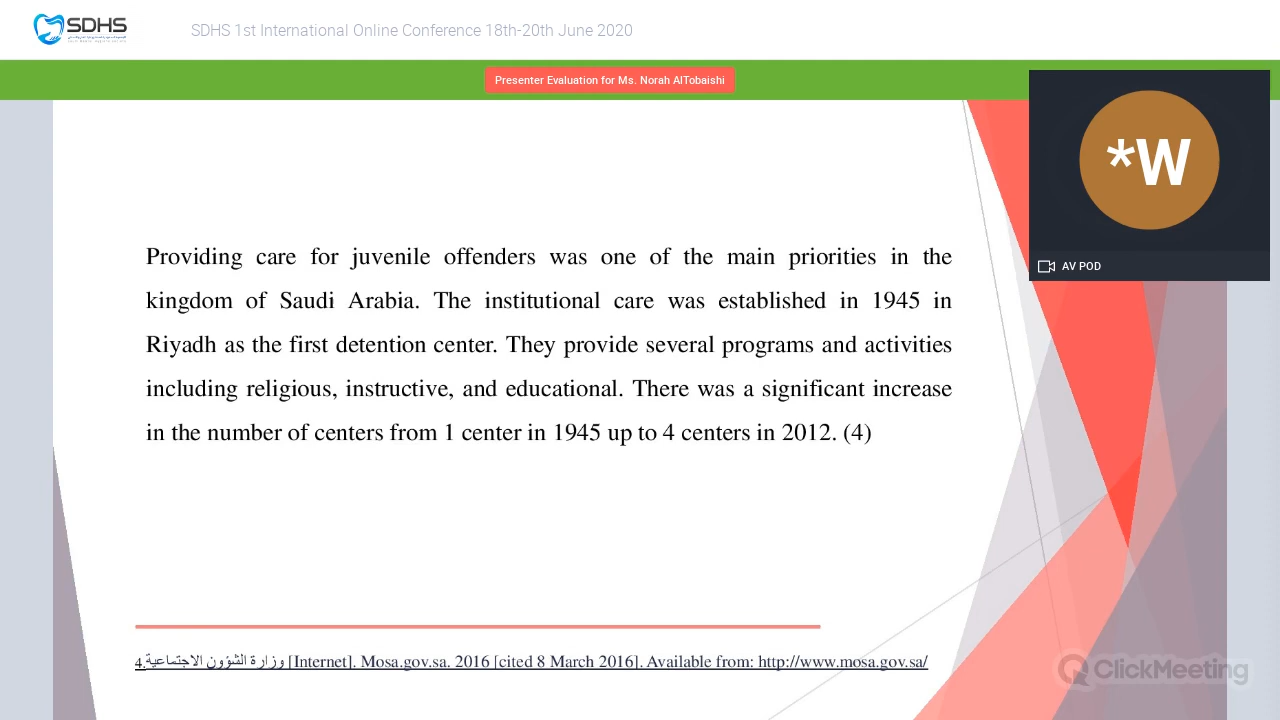 SDHS
SDHS 1st International Online Conference 18th-20th June 2020
Presenter Evaluation for Ms. Norah AlTobaishi
*W
AV POD
Providing care for juvenile offenders was one of the main priorities in the
kingdom of Saudi Arabia. The institutional care was established in 1945 in
Riyadh as the first detention center. They provide several programs and activities
including religious, instructive, and educational. There was a significant increase
in the number of centers from 1 center in 1945 up to 4 centers in 2012. (4)
4.وزارة الشؤون الاجتماعية [Internet]. Mosa.gov.sa. 2016 [cited 8 March 2016]. Available from: http://www.mosa.gov.sa/
ClickMeeting